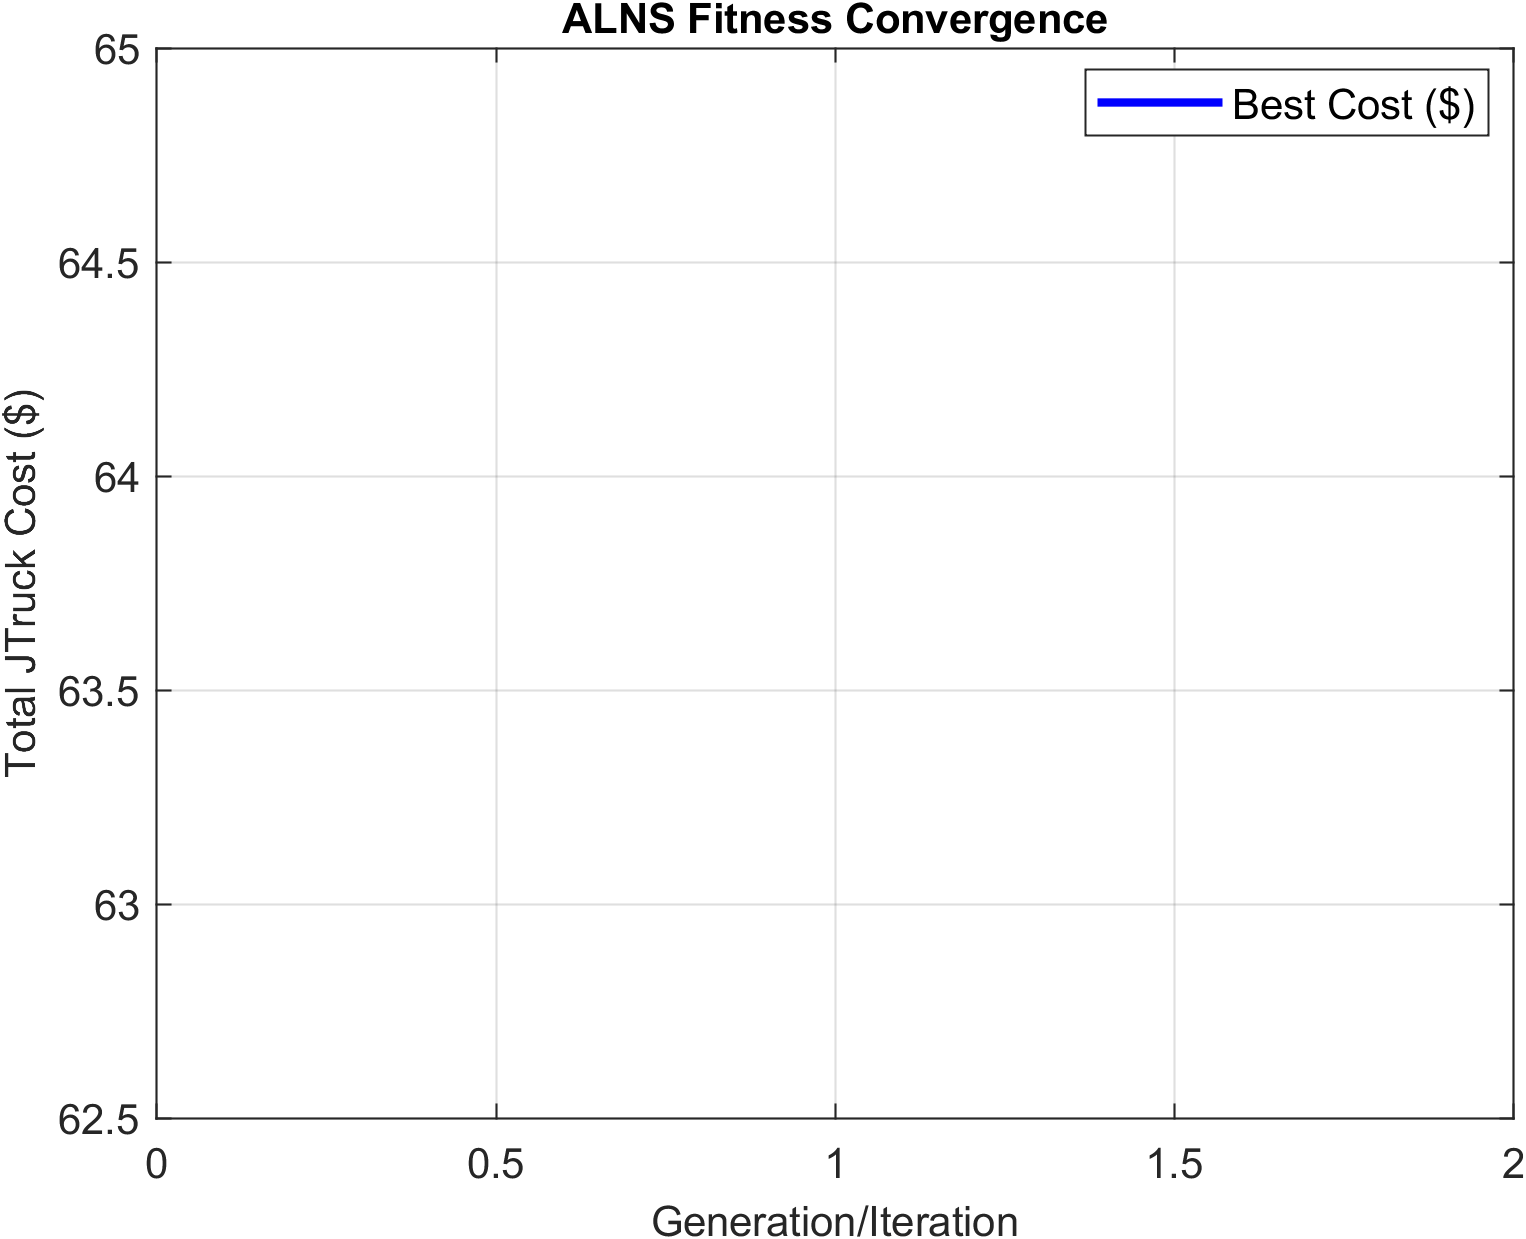 ALNS Fitness Convergence
65
Best Cost ($)
64.5
64
63.5
63
62.5
Total JTruck Cost ($)
0
0.5
1
1.5
2
Generation/Iteration